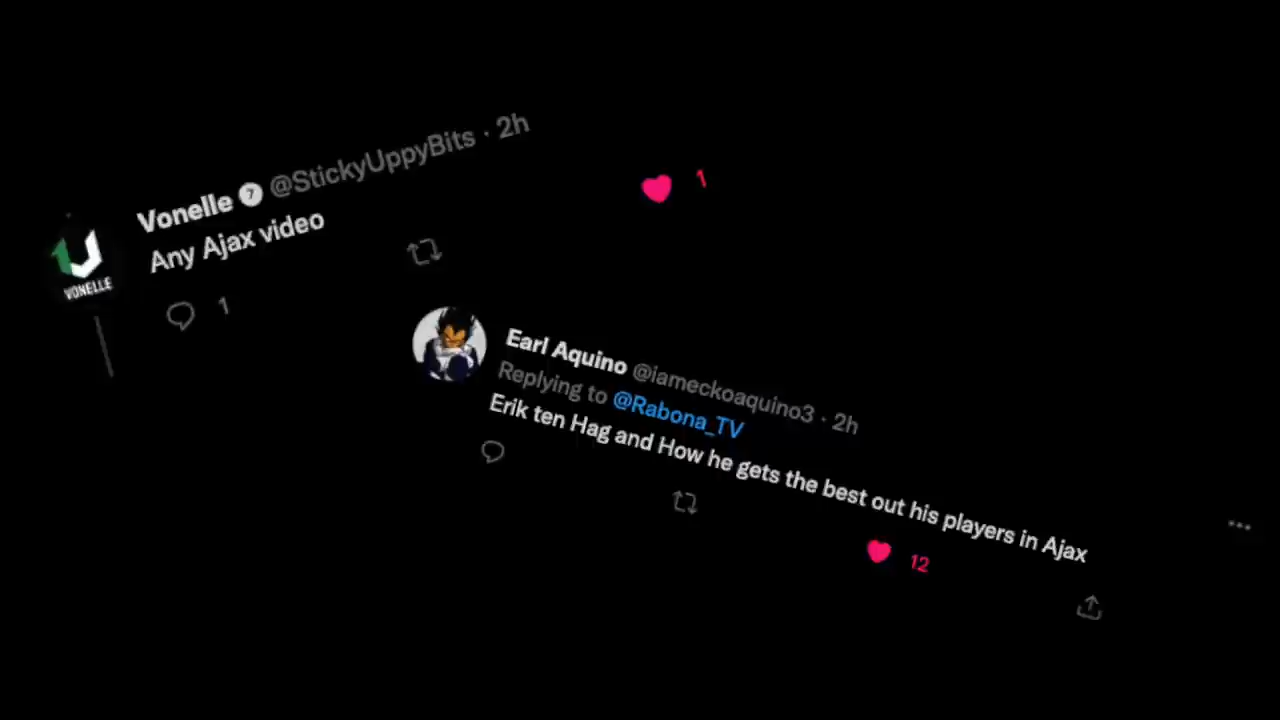 Vonelle 7 @StickyUppyBits · 2h
Any Ajax video
VONELLE
1
1
Earl Aquino @iameckoaquino3 · 2h
Replying to @Rabona_TV
Erik ten Hag and How he gets the best out his players in Ajax
12